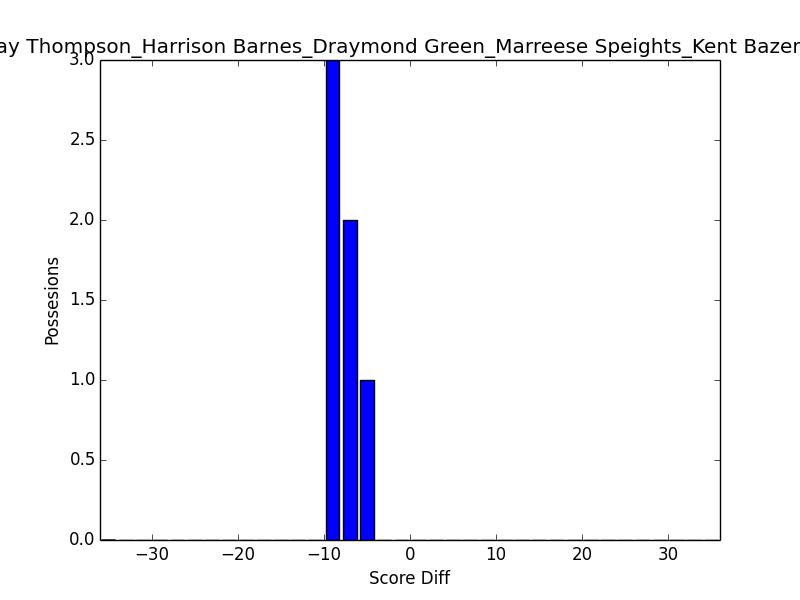 ay Thompson_Harrison Barnes_Draymond Green_Marreese Speights_Kent Bazer
3.0
2.5
2.0
1.5
1.0
0.5
0.0
Possesions
−30 −20 −10 0 10 20 30
Score Diff